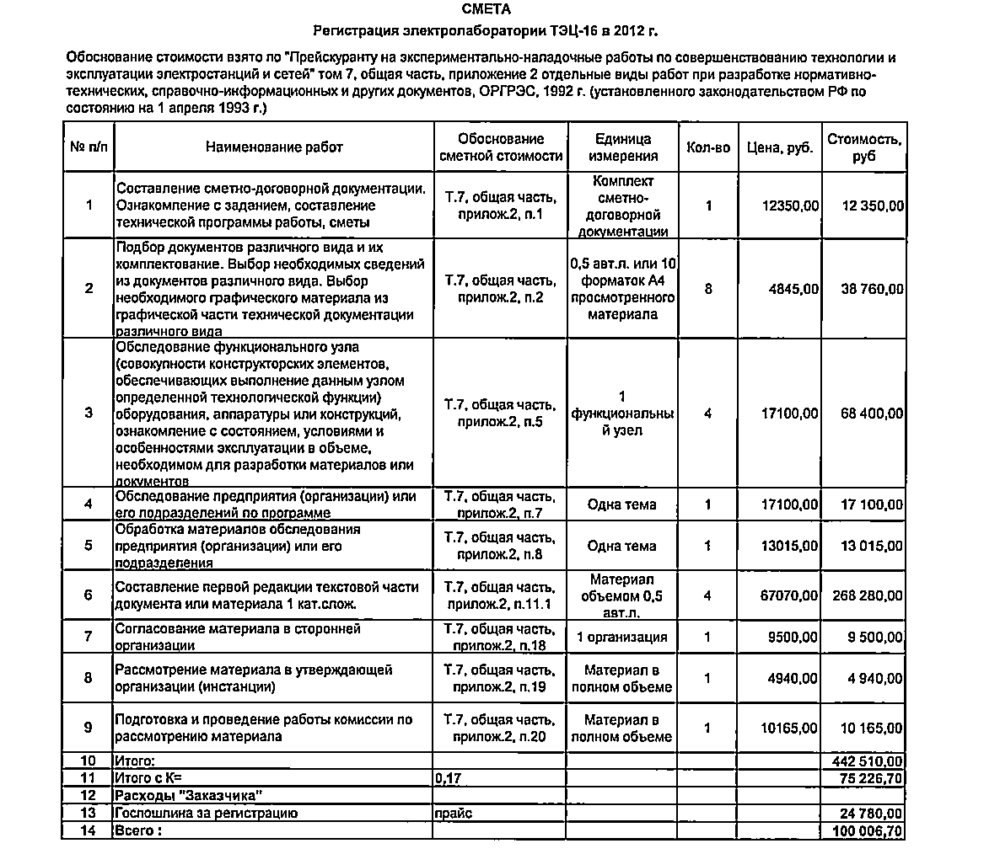 СМЕТА
Регистрация электролаборатории ТЭЦ-16 в 2012 г.
Обоснование стоимости взято по "Прейскуранту на экспериментально-наладочные работы по совершенствованию технологии и
эксплуатации электростанций и сетей" том 7, общая часть, приложение 2 отдельные виды работ при разработке нормативно-
технических, справочно-информационных и других документов, ОРГРЭС, 1992 г. (установленного законодательством РФ по
состоянию на 1 апреля 1993 г.)
№ п/п
Наименование работ
Обоснование
сметной стоимости
Единица
измерения
Кол-во
Цена, руб.
Стоимость,
руб
1
Составление сметно-договорной документации.
Ознакомление с заданием, составление
технической программы работы, сметы
Т.7, общая часть,
прилож.2, п.1
Комплект
сметно-
договорной
документации
1
12350,00
12 350,00
2
Подбор документов различного вида и их
комплектование. Выбор необходимых сведений
из документов различного вида. Выбор
необходимого графического материала из
графической части технической документации
различного вида
Т.7, общая часть,
прилож.2, п.2
0,5 авт.л. или 10
форматок А4
просмотренного
материала
8
4845,00
38 760,00
3
Обследование функционального узла
(совокупности конструкторских элементов,
обеспечивающих выполнение данным узлом
определенной технологической функции)
оборудования, аппаратуры или конструкций,
ознакомление с состоянием, условиями и
особенностями эксплуатации в объеме,
необходимом для разработки материалов или
документов
Т.7, общая часть,
прилож.2, п.5
1
функциональны
й узел
4
17100,00
68 400,00
4
Обследование предприятия (организации) или
его подразделений по программе
Т.7, общая часть,
прилож.2, п.7
Одна тема
1
17100,00
17 100,00
5
Обработка материалов обследования
предприятия (организации) или его
подразделения
Т.7, общая часть,
прилож.2, п.8
Одна тема
1
13015,00
13 015,00
6
Составление первой редакции текстовой части
документа или материала 1 кат.слож.
Т.7, общая часть,
прилож.2, п.11.1
Материал
объемом 0,5
авт.л.
4
67070,00
268 280,00
7
Согласование материала в сторонней
организации
Т.7, общая часть,
прилож.2, п.18
1 организация
1
9500,00
9 500,00
8
Рассмотрение материала в утверждающей
организации (инстанции)
Т.7, общая часть,
прилож.2, п.19
Материал в
полном объеме
1
4940,00
4 940,00
9
Подготовка и проведение работы комиссии по
рассмотрению материала
Т.7, общая часть,
прилож.2, п.20
Материал в
полном объеме
1
10165,00
10 165,00
10
Итого:
442 510,00
11
Итого с К=
0,17
75 226,70
12
Расходы "Заказчика"
13
Госпошлина за регистрацию
прайс
24 780,00
14
Всего :
100 006,70